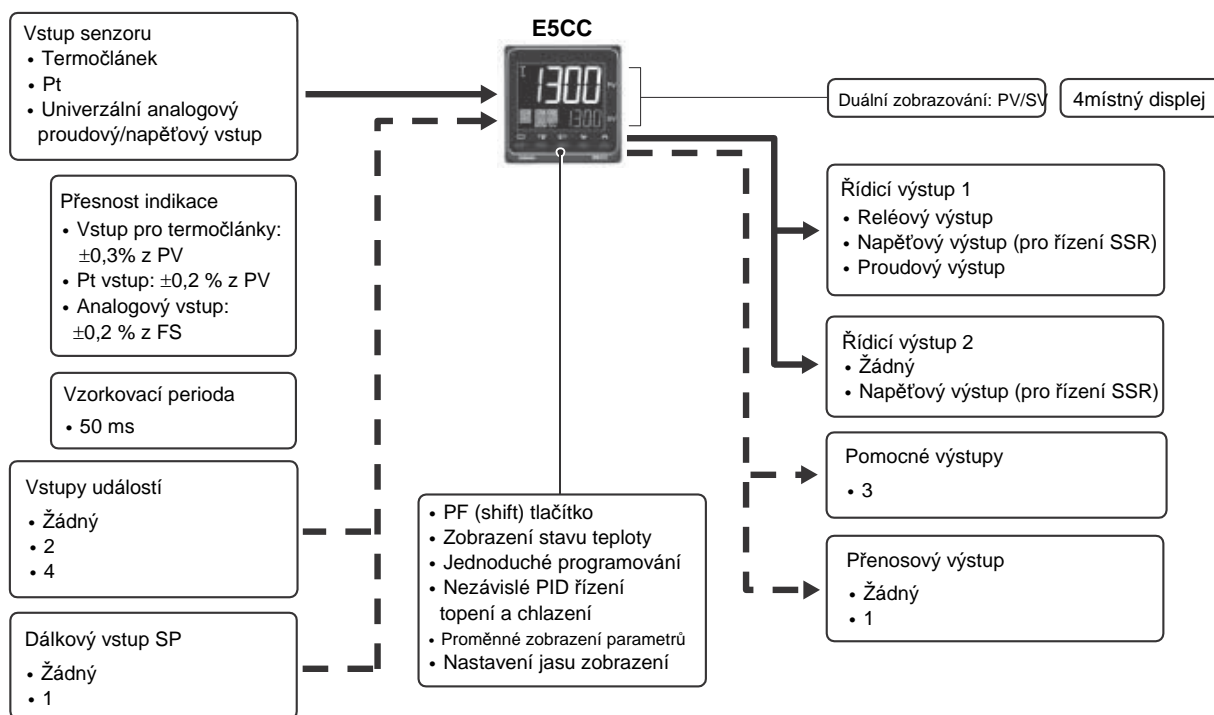 Vstup senzoru
• Termočlánek
• Pt
• Univerzální analogový
proudový/napěťový vstup
Přesnost indikace
• Vstup pro termočlánky:
±0,3% z PV
• Pt vstup: ±0,2 % z PV
• Analogový vstup:
±0,2 % z FS
Vzorkovací perioda
• 50 ms
Vstupy událostí
• Žádný
• 2
• 4
Dálkový vstup SP
• Žádný
• 1
E5CC
1300
PV
1300
SV
• PF (shift) tlačítko
• Zobrazení stavu teploty
• Jednoduché programování
• Nezávislé PID řízení
topení a chlazení
• Proměnné zobrazení parametrů
• Nastavení jasu zobrazení
Duální zobrazování: PV/SV
4místný displej
Řídicí výstup 1
• Reléový výstup
• Napěťový výstup (pro řízení SSR)
• Proudový výstup
Řídicí výstup 2
• Žádný
• Napěťový výstup (pro řízení SSR)
Pomocné výstupy
• 3
Přenosový výstup
• Žádný
• 1